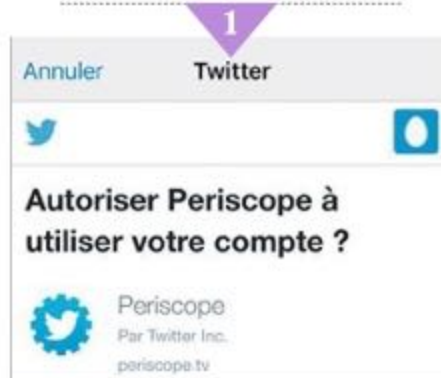 1
Annuler Twitter
Autoriser Periscope à
utiliser votre compte ?
Periscope
Par Twitter Inc.
periscope.tv